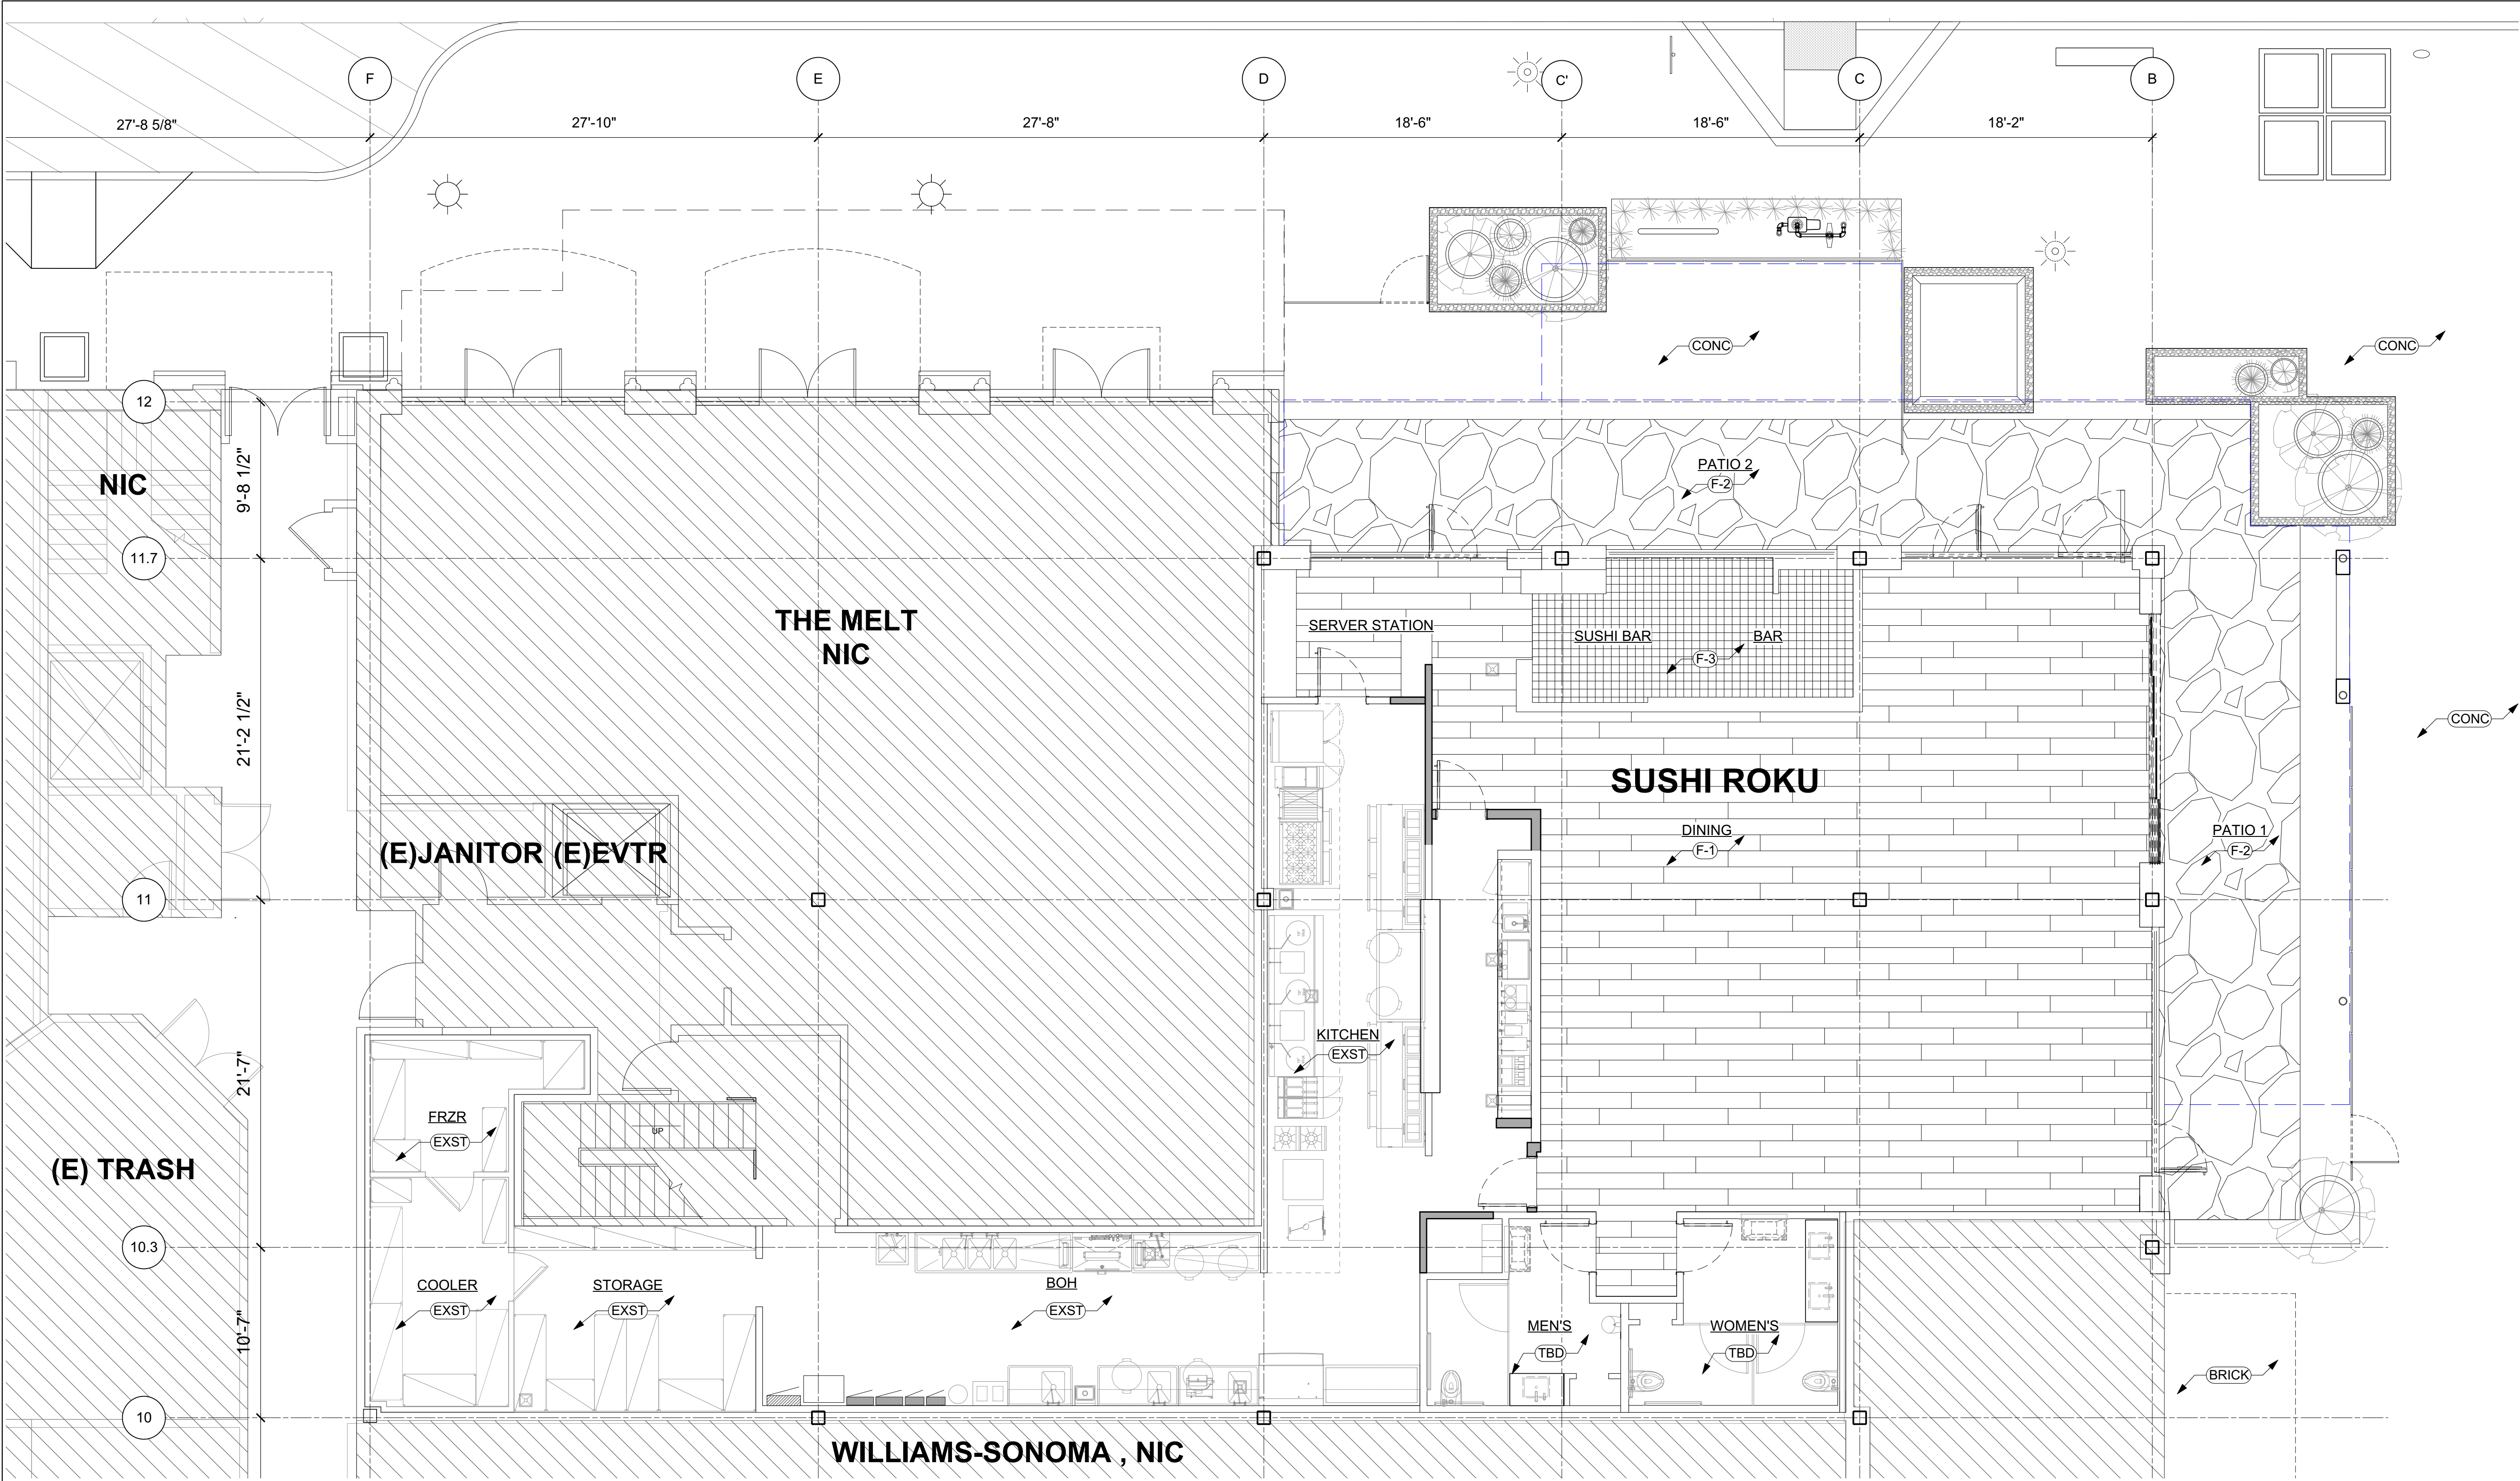 F
E
D
C'
C
B
27'-8 5/8"
27'-10"
27'-8"
18'-6"
18'-6"
18'-2"
CONC
CONC
12
NIC
9'-8 1/2"
PATIO 2
F-2
11.7
THE MELT
NIC
SERVER STATION
SUSHI BAR
BAR
F-3
21'-2 1/2"
CONC
SUSHI ROKU
DINING
F-1
PATIO 1
F-2
(E)JANITOR
(E)EVTR
11
KITCHEN
EXST
21'-7"
FRZR
EXST
UP
(E) TRASH
10.3
COOLER
EXST
STORAGE
EXST
BOH
EXST
10'-7"
MEN'S
TBD
WOMEN'S
TBD
BRICK
10
WILLIAMS-SONOMA , NIC